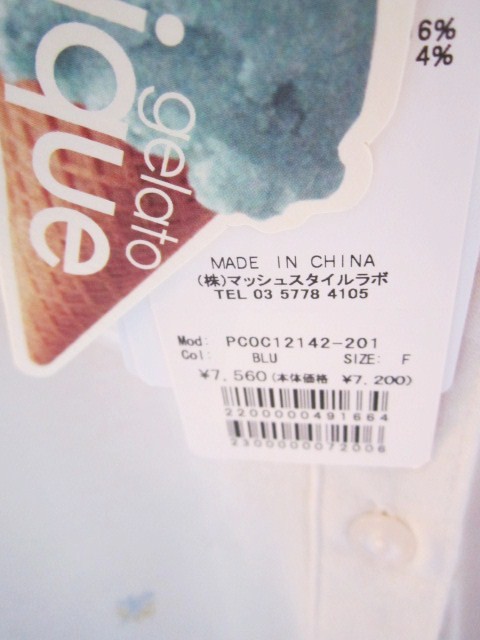 ique
gelato
6%
4%
MADE IN CHINA
(株)マッシュスタイルラボ
TEL 03 5778 4105
Mod: PCOC12142-201
Col: BLU SIZE: F
¥7,560(本体価格 ¥7,200)
2200000491664
2300000072006